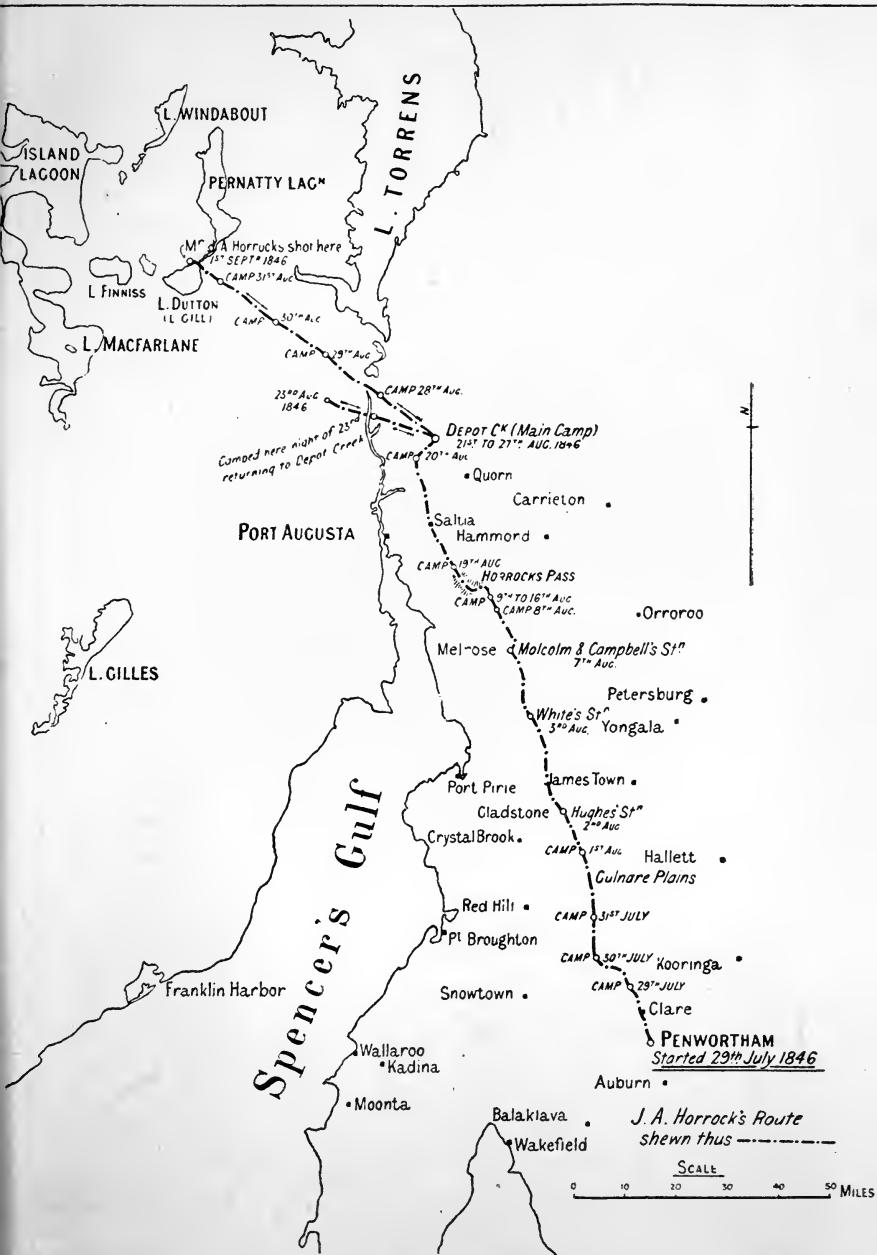 L. WINDABOUT
ISLAND
LAGOON
PERNATTY LAGN
L. TORRENS
Mr J A Horrocks shot here
1ST SEPTR 1846
CAMP 31ST AUG
L FINNISS
L. DUTTON
(L GILL)
CAMP 30TH AUG
L. MACFARLANE
CAMP 29TH AUG
CAMP 28TH AUG.
23RD AUG
1846
N
DEPOT CK (Main Camp)
21ST TO 27TH AUG. 1846
Camped here night of 23rd
returning to Depot Creek
CAMP 20TH AUG
Quorn
Carrieton
Saltia
PORT AUGUSTA
Hammord
CAMP 19TH AUG
HORROCKS PASS
CAMP 9TH TO 16TH AUG
CAMP 8TH AUG.
Orroroo
Melrose
Malcolm & Campbell's Stn
7TH AUG.
L. GILLES
Petersburg
White's Stn
3RD AUG.
Yongala
Port Pirie
James Town
Gladstone
Hughes' Stn
2ND AUG
Crystal Brook
CAMP 1ST AUG
Hallett
Gulnare Plains
Spencer's Gulf
Red Hill
CAMP 31ST JULY
Pt Broughton
CAMP 30TH JULY
Kooringa
CAMP 29TH JULY
Franklin Harbor
Snowtown
Clare
PENWORTHAM
Started 29th July 1846
Wallaroo
Kadina
Auburn
Moonta
Balaklava
Wakefield
J. A. Horrock's Route
shewn thus
SCALE
0 10 20 30 40 50 MILES